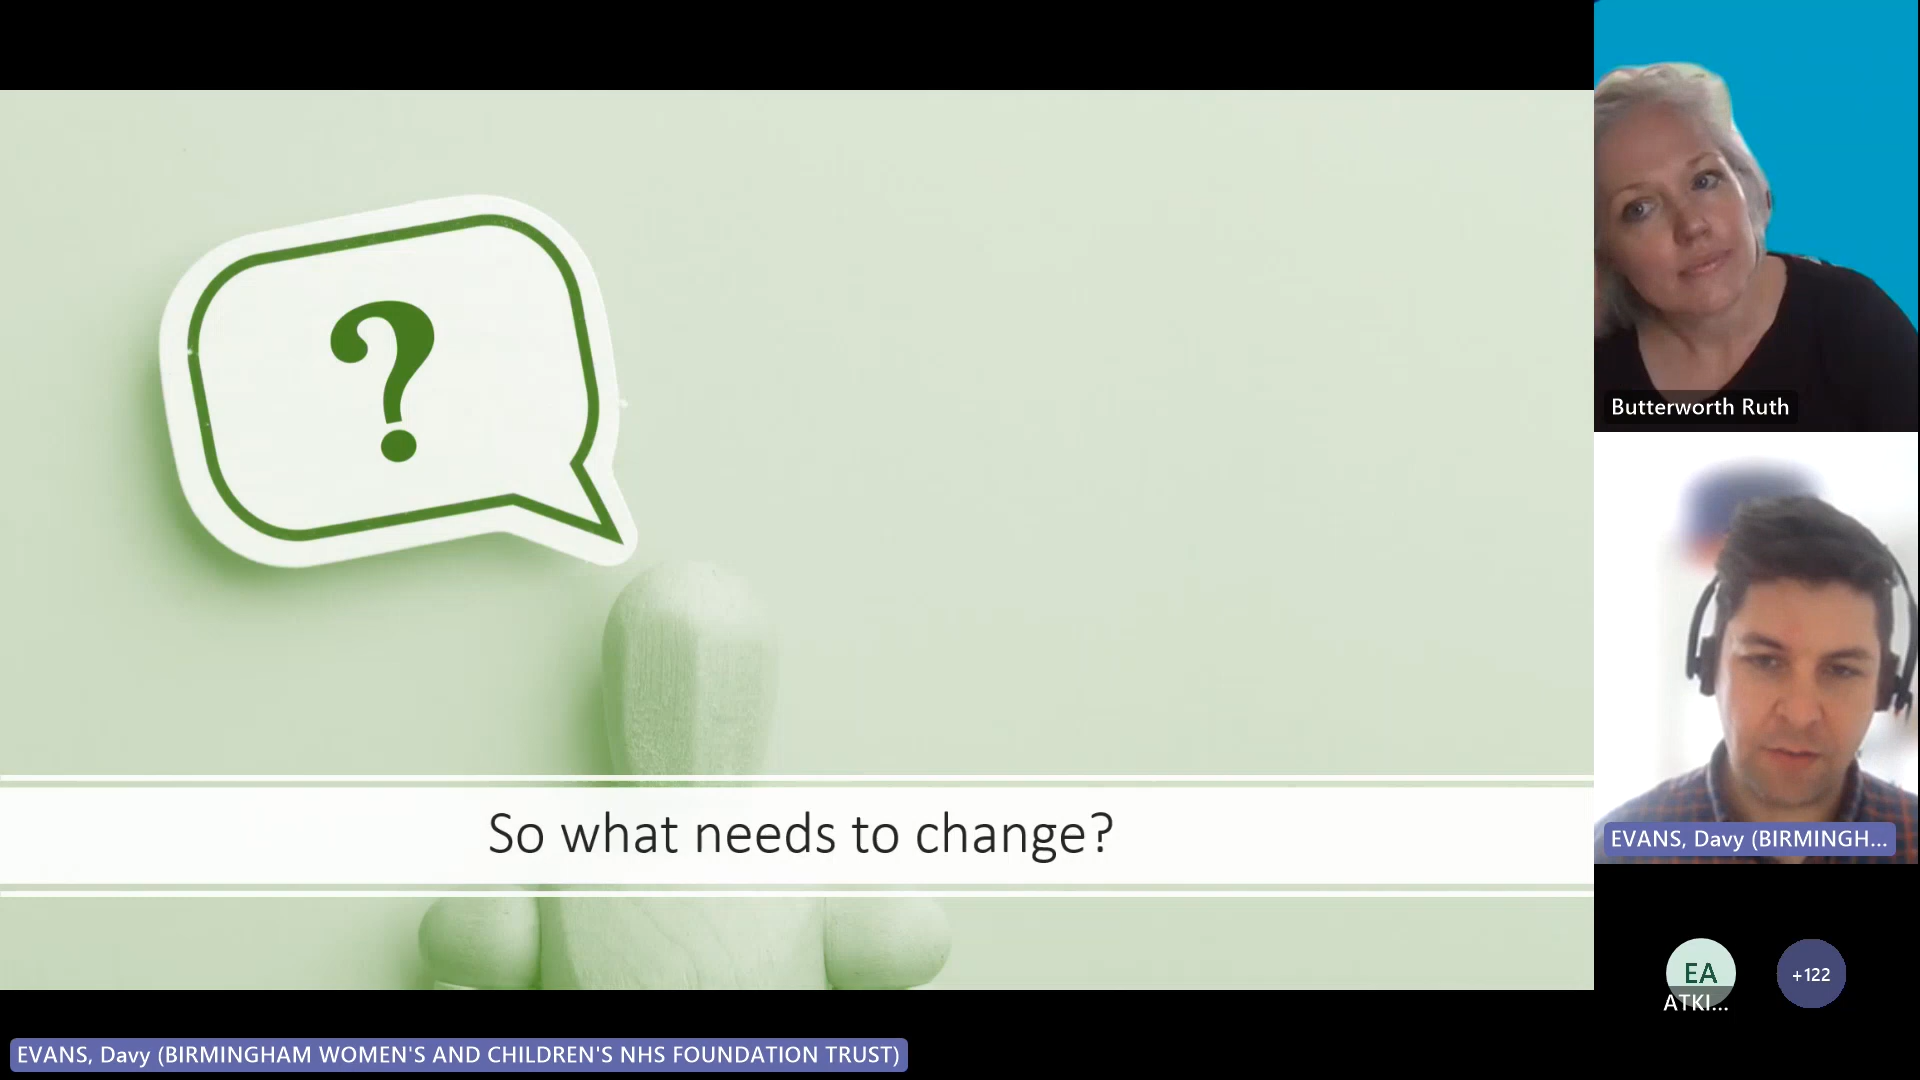 ?
So what needs to change?
Butterworth Ruth
EVANS, Davy (BIRMINGH...
EA
ATKI...
+122
EVANS, Davy (BIRMINGHAM WOMEN'S AND CHILDREN'S NHS FOUNDATION TRUST)